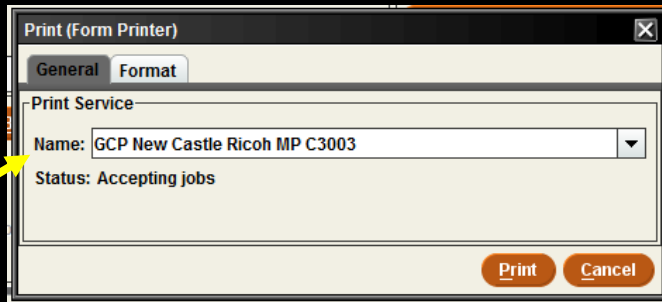 Print (Form Printer)
General Format
Print Service
Name: GCP New Castle Ricoh MP C3003
Status: Accepting jobs
Print Cancel